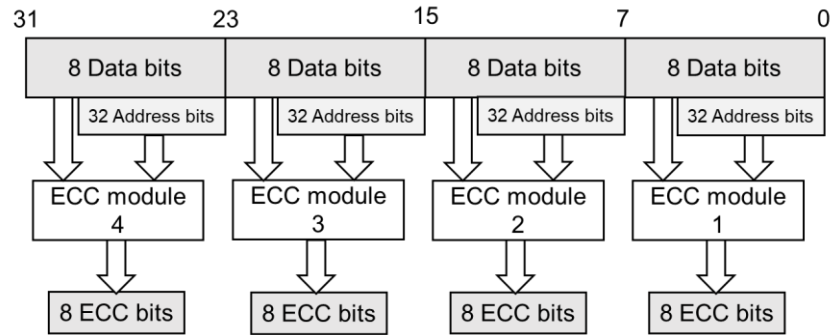 31 23 15 7 0
8 Data bits 8 Data bits 8 Data bits 8 Data bits
32 Address bits 32 Address bits 32 Address bits 32 Address bits
ECC module ECC module ECC module ECC module
4 3 2 1
8 ECC bits 8 ECC bits 8 ECC bits 8 ECC bits